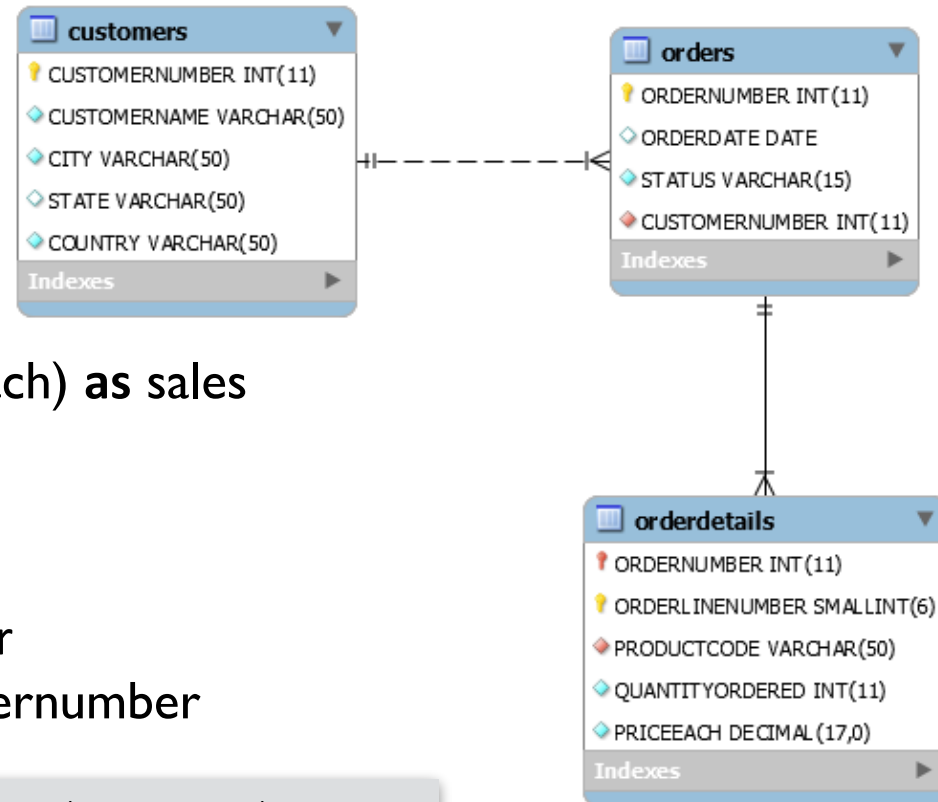 customers
CUSTOMERNUMBER INT(11)
CUSTOMERNAME VARCHAR(50)
CITY VARCHAR(50)
STATE VARCHAR(50)
COUNTRY VARCHAR(50)
Indexes
orders
ORDERNUMBER INT(11)
ORDERDATE DATE
STATUS VARCHAR(15)
CUSTOMERNUMBER INT(11)
Indexes
ch) as sales
r
ernumber
orderdetails
ORDERNUMBER INT(11)
ORDERLINENUMBER SMALLINT(6)
PRODUCTCODE VARCHAR(50)
QUANTITYORDERED INT(11)
PRICEEACH DECIMAL(17,0)
Indexes